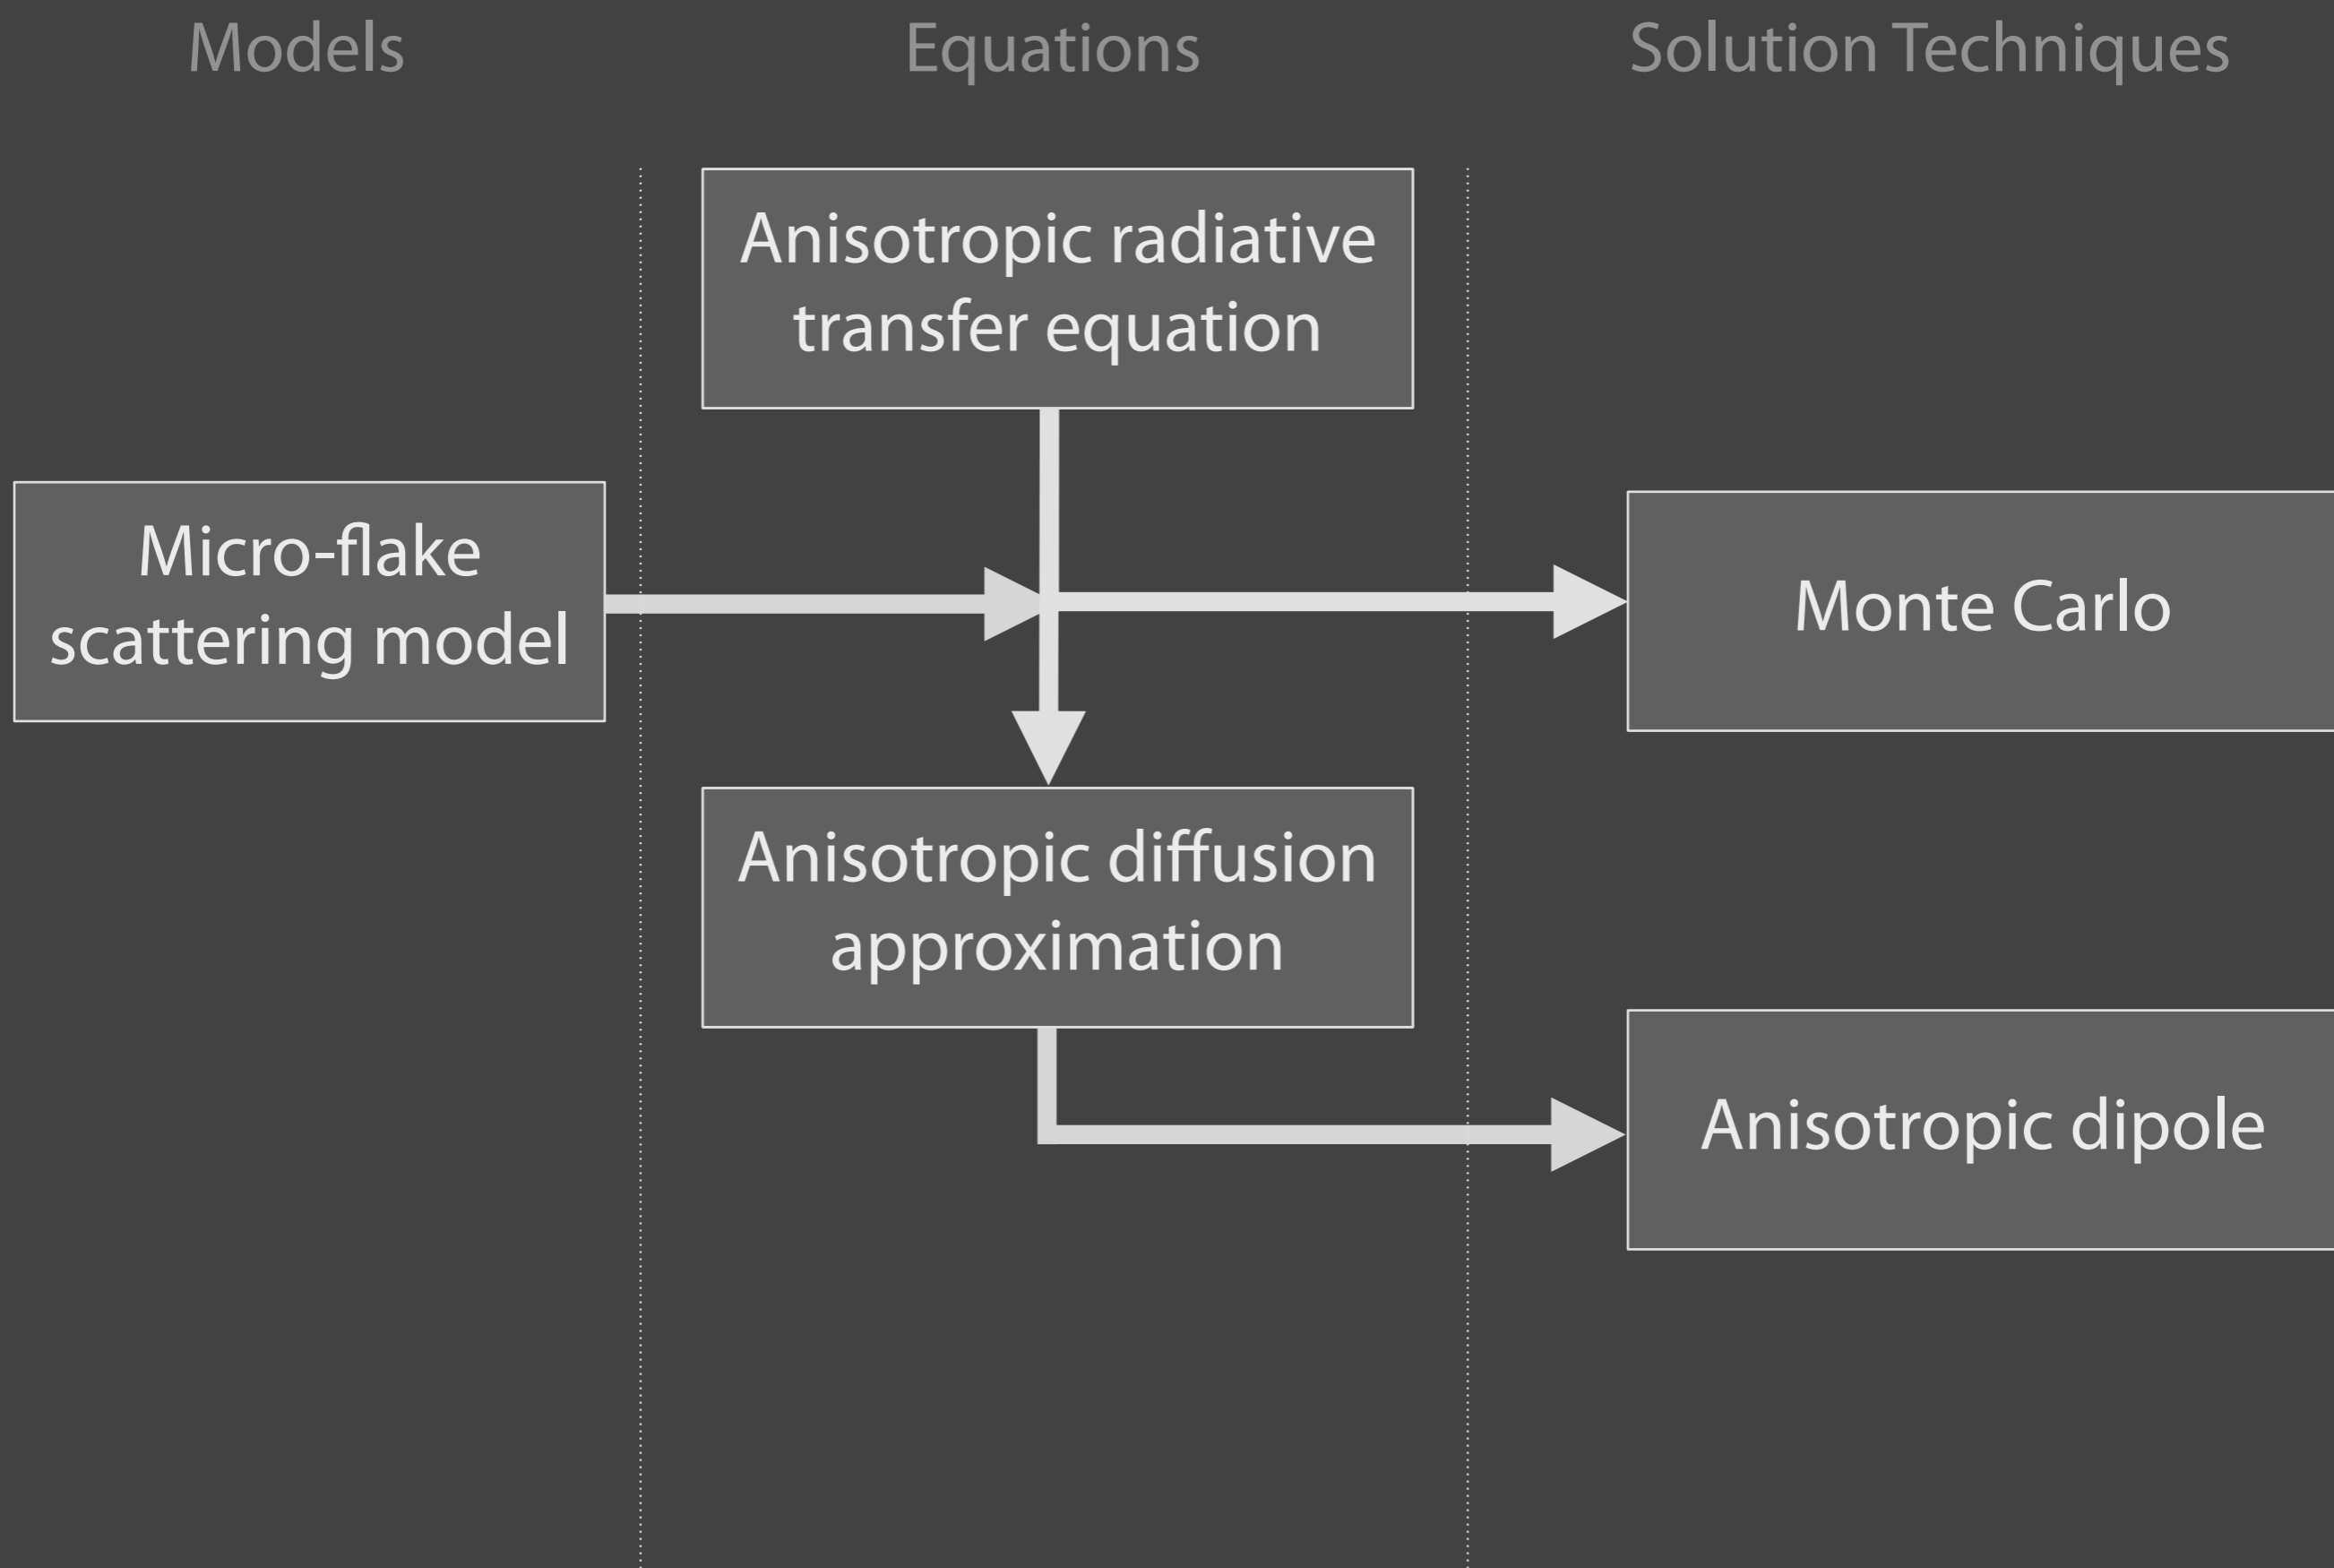 Models
Equations
Solution Techniques
Anisotropic radiative
transfer equation
Micro-flake
scattering model
Monte Carlo
Anisotropic diffusion
approximation
Anisotropic dipole